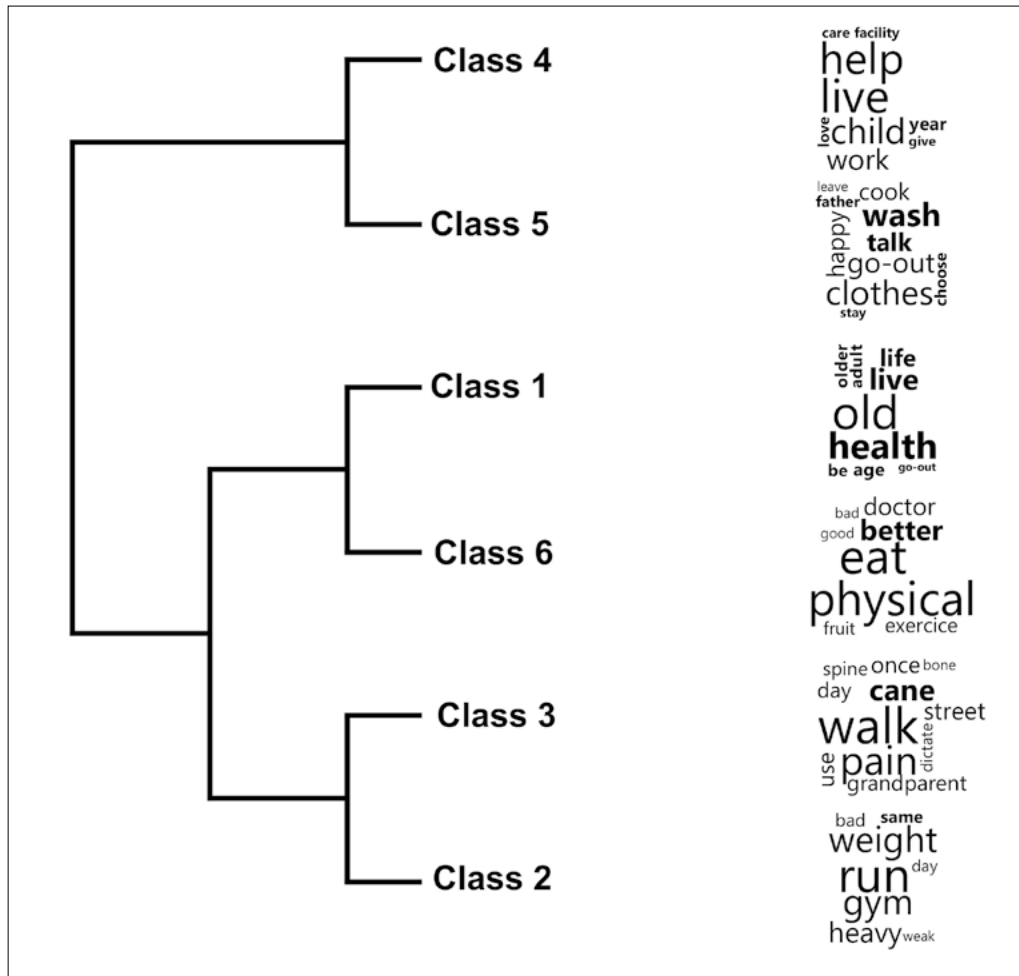 Class 4
care facility
help
live
love child year
give
work
Class 5
leave
father cook
wash
happy talk
go-out
clothes choose
stay
Class 1
older adult life
live
old
health
be age go-out
Class 6
bad doctor
good better
eat
physical
fruit exercice
Class 3
spine once bone
day cane
walk street
use pain dictate
grandparent
Class 2
bad same
weight
run day
gym
heavy weak